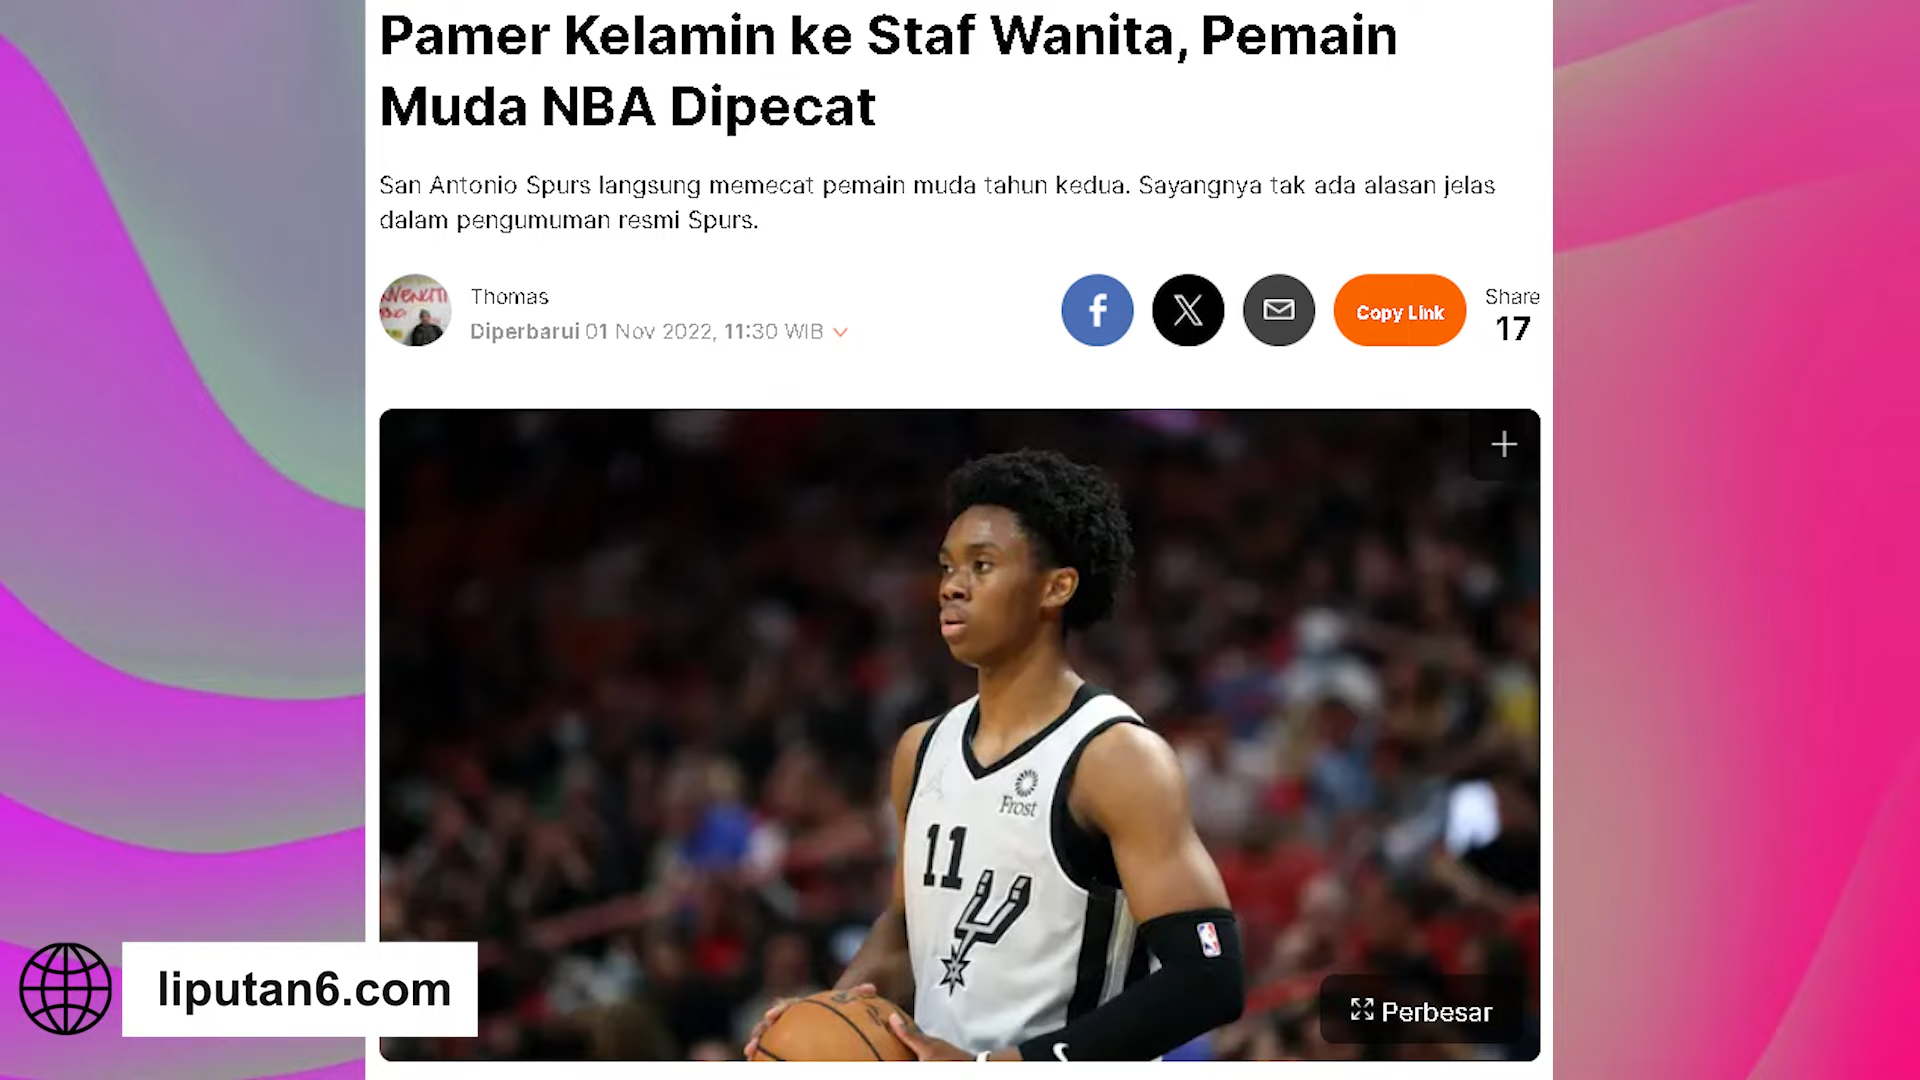 Pamer Kelamin ke Staf Wanita, Pemain
Muda NBA Dipecat
San Antonio Spurs langsung memecat pemain muda tahun kedua. Sayangnya tak ada alasan jelas
dalam pengumuman resmi Spurs.
Thomas
Diperbarui 01 Nov 2022, 11:30 WIB
Copy Link
Share
17
Frost
11
Perbesar
liputan6.com